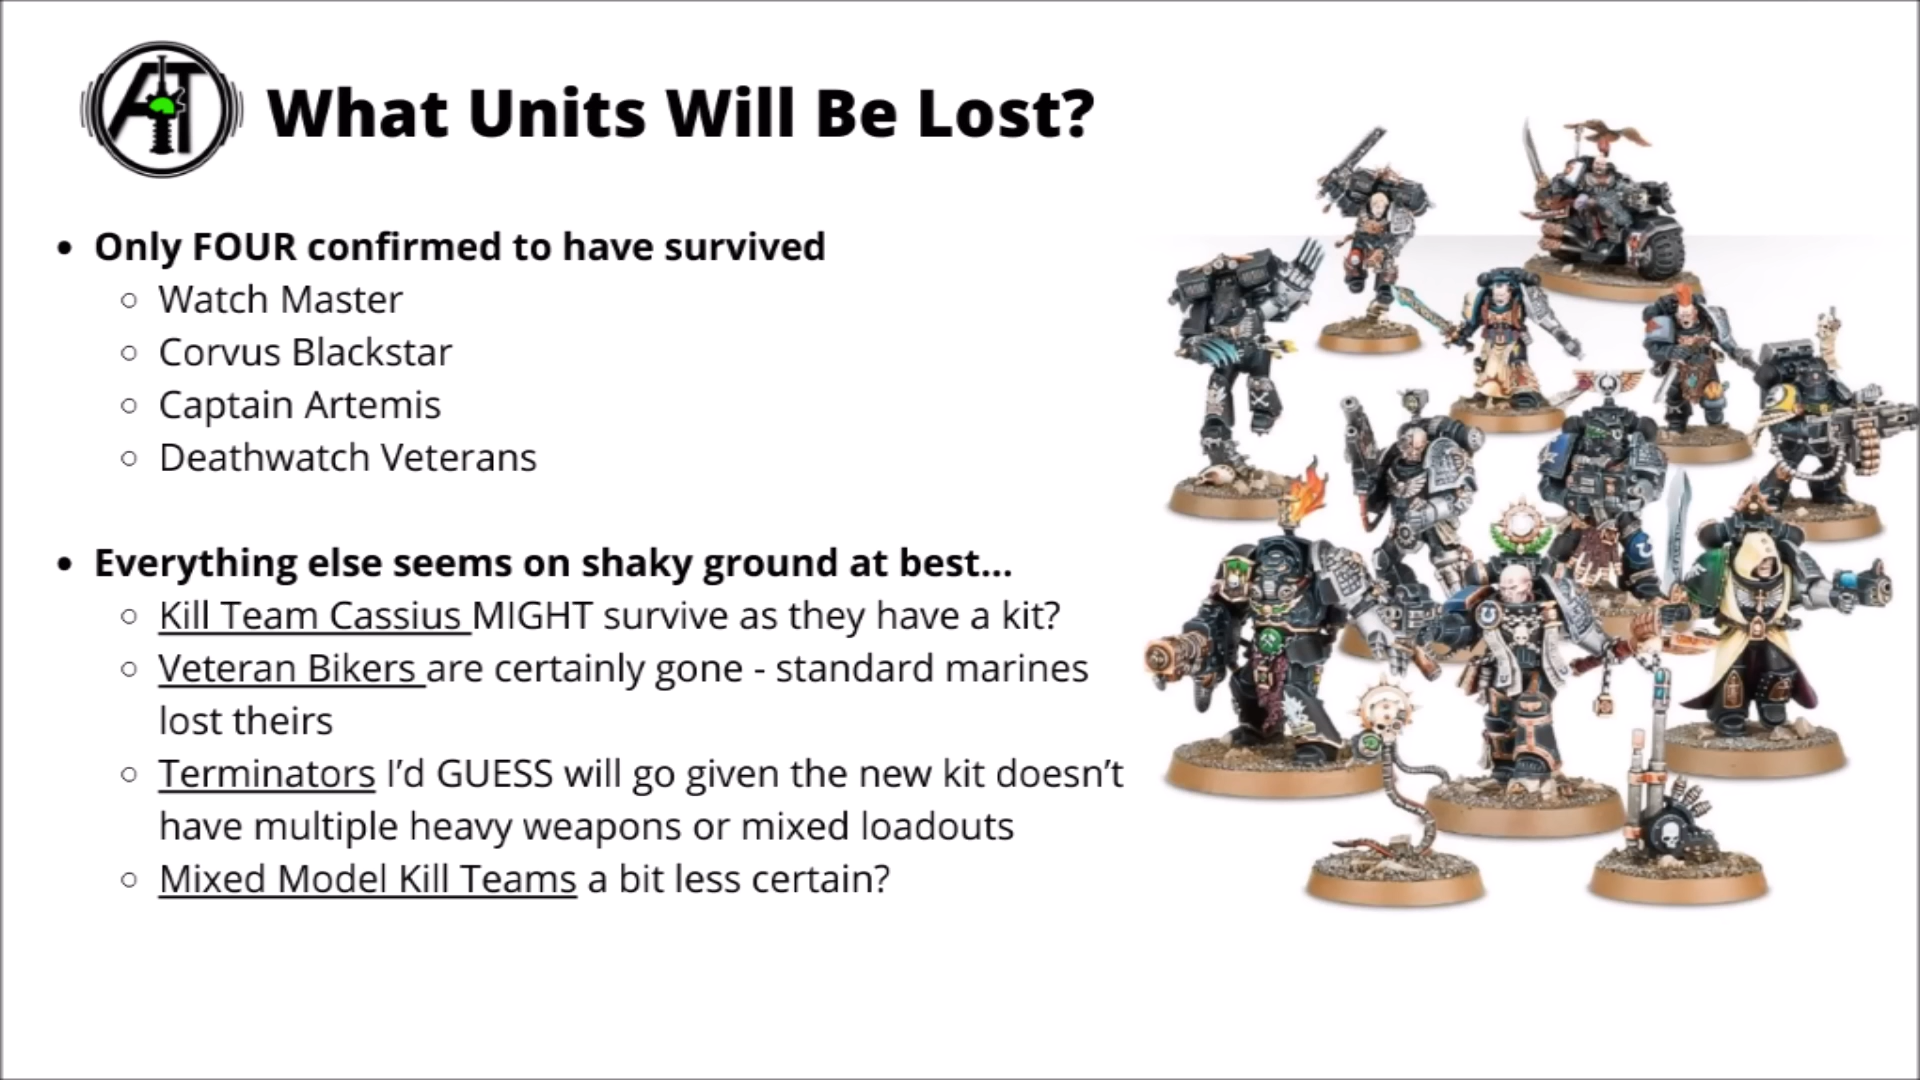 AT
What Units Will Be Lost?
• Only FOUR confirmed to have survived
○ Watch Master
○ Corvus Blackstar
○ Captain Artemis
○ Deathwatch Veterans
• Everything else seems on shaky ground at best...
○ Kill Team Cassius MIGHT survive as they have a kit?
○ Veteran Bikers are certainly gone - standard marines
lost theirs
○ Terminators I’d GUESS will go given the new kit doesn’t
have multiple heavy weapons or mixed loadouts
○ Mixed Model Kill Teams a bit less certain?